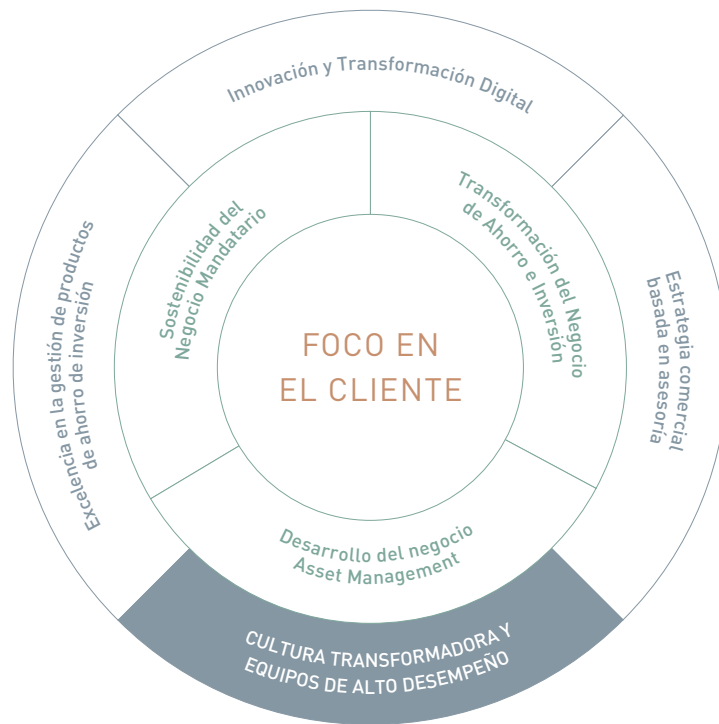 Innovación y Transformación Digital
Sostenibilidad del
Negocio Mandatario
Transformación del Negocio
de Ahorro e Inversión
Excelencia en la gestión de productos
de ahorro de inversión
FOCO EN
EL CLIENTE
Estrategia comercial
basada en asesoría
Desarrollo del negocio
Asset Management
CULTURA TRANSFORMADORA Y
EQUIPOS DE ALTO DESEMPEÑO